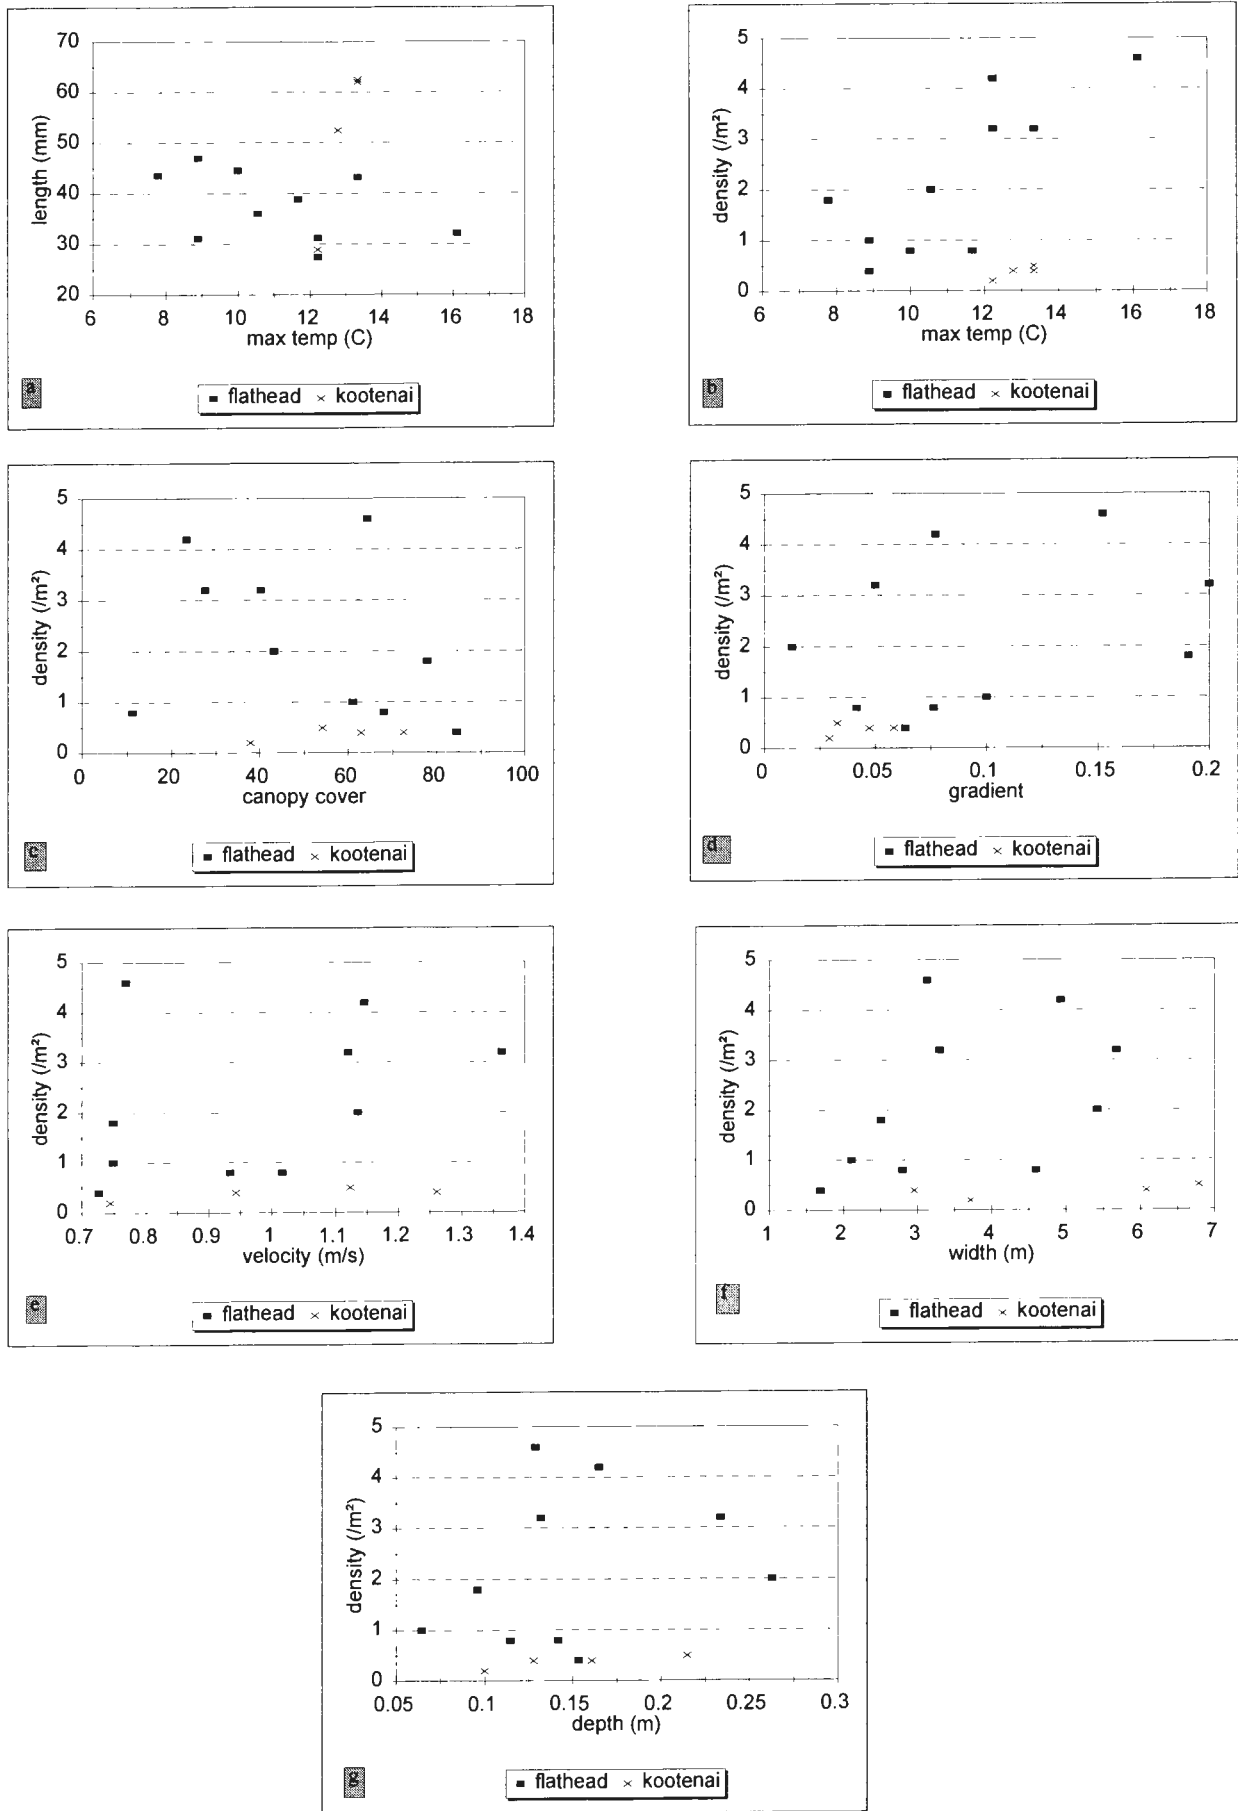 70
60
50
40
30
20
length (mm)
6 8 10 12 14 16 18
max temp (C)
a
flathead × kootenai
5
4
3
2
1
0
density (/m²)
6 8 10 12 14 16 18
max temp (C)
b
flathead × kootenai
5
4
3
2
1
0
density (/m²)
0 20 40 60 80 100
canopy cover
c
flathead × kootenai
5
4
3
2
1
0
density (/m²)
0 0.05 0.1 0.15 0.2
gradient
d
flathead × kootenai
5
4
3
2
1
0
density (/m²)
0.7 0.8 0.9 1 1.1 1.2 1.3 1.4
velocity (m/s)
e
flathead × kootenai
5
4
3
2
1
0
density (/m²)
1 2 3 4 5 6 7
width (m)
f
flathead × kootenai
5
4
3
2
1
0
density (/m²)
0.05 0.1 0.15 0.2 0.25 0.3
depth (m)
g
flathead × kootenai